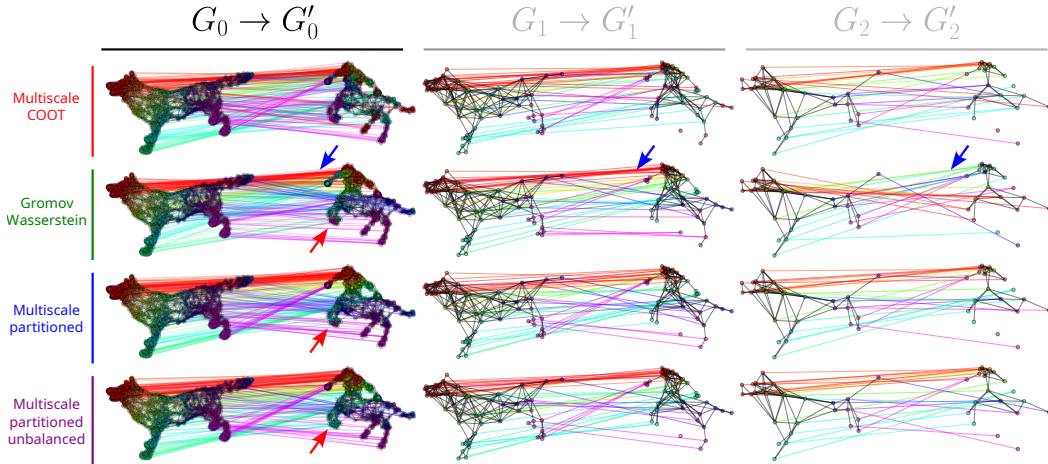 G₀ → G′₀
G₁ → G′₁
G₂ → G′₂
Multiscale
COOT
Gromov
Wasserstein
Multiscale
partitioned
Multiscale
partitioned
unbalanced